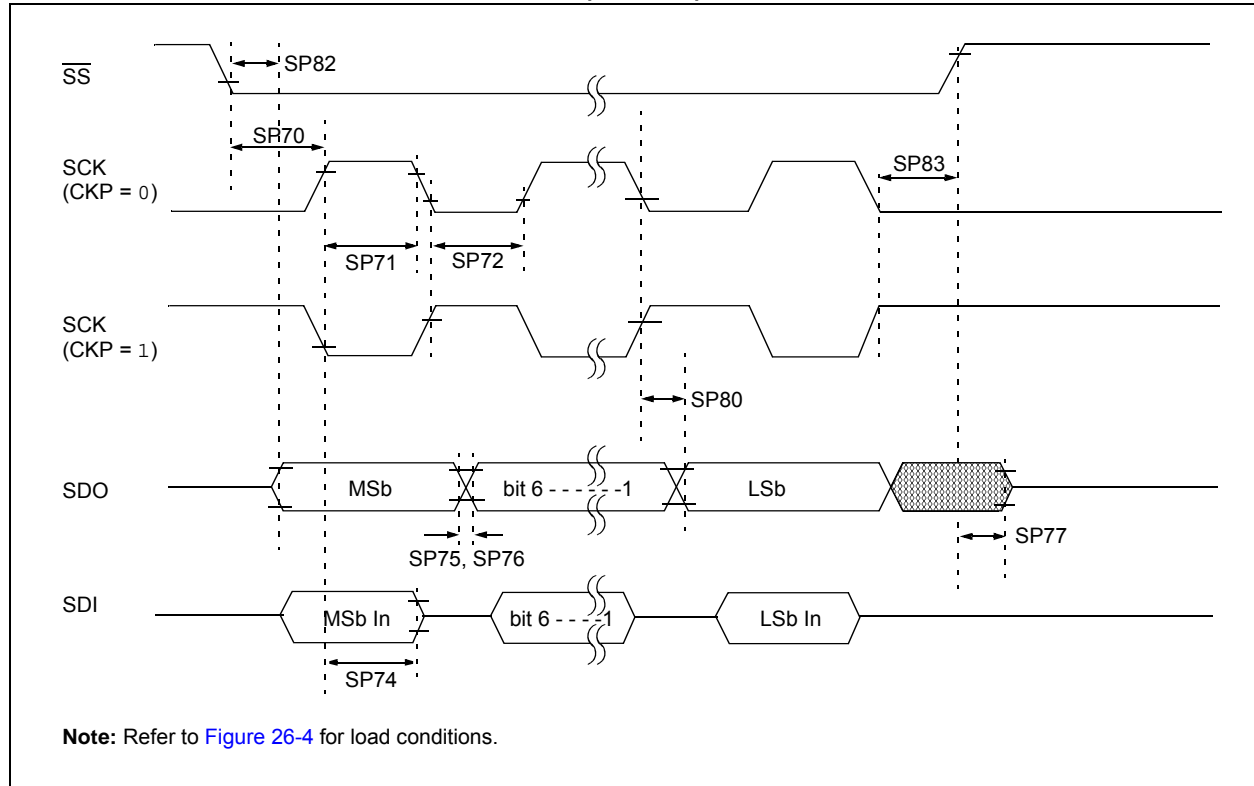 SS
SP82
SP70
SCK
(CKP = 0)
SP83
SP71
SP72
SCK
(CKP = 1)
SP80
SDO
MSb
bit 6 - - - - - -1
LSb
SP77
SP75, SP76
SDI
MSb In
bit 6 - - - -1
LSb In
SP74
Note: Refer to Figure 26-4 for load conditions.